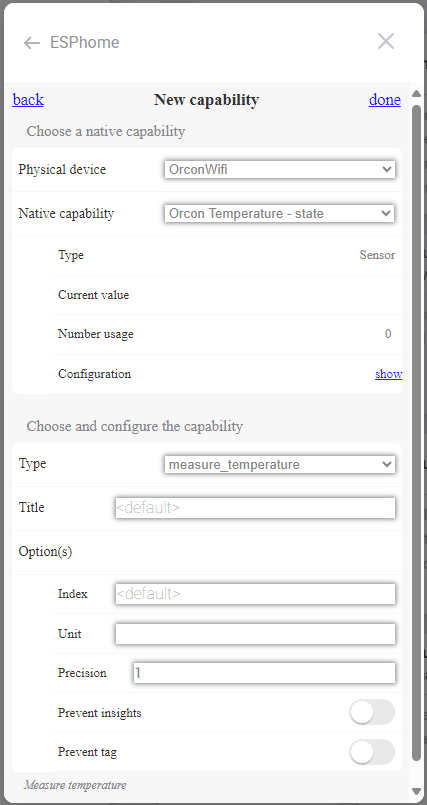 ← ESPhome ×
back New capability done
Choose a native capability
Physical device OrconWifi
Native capability Orcon Temperature - state
Type Sensor
Current value
Number usage 0
Configuration show
Choose and configure the capability
Type measure_temperature
Title <default>
Option(s)
Index <default>
Unit
Precision 1
Prevent insights
Prevent tag
Measure temperature